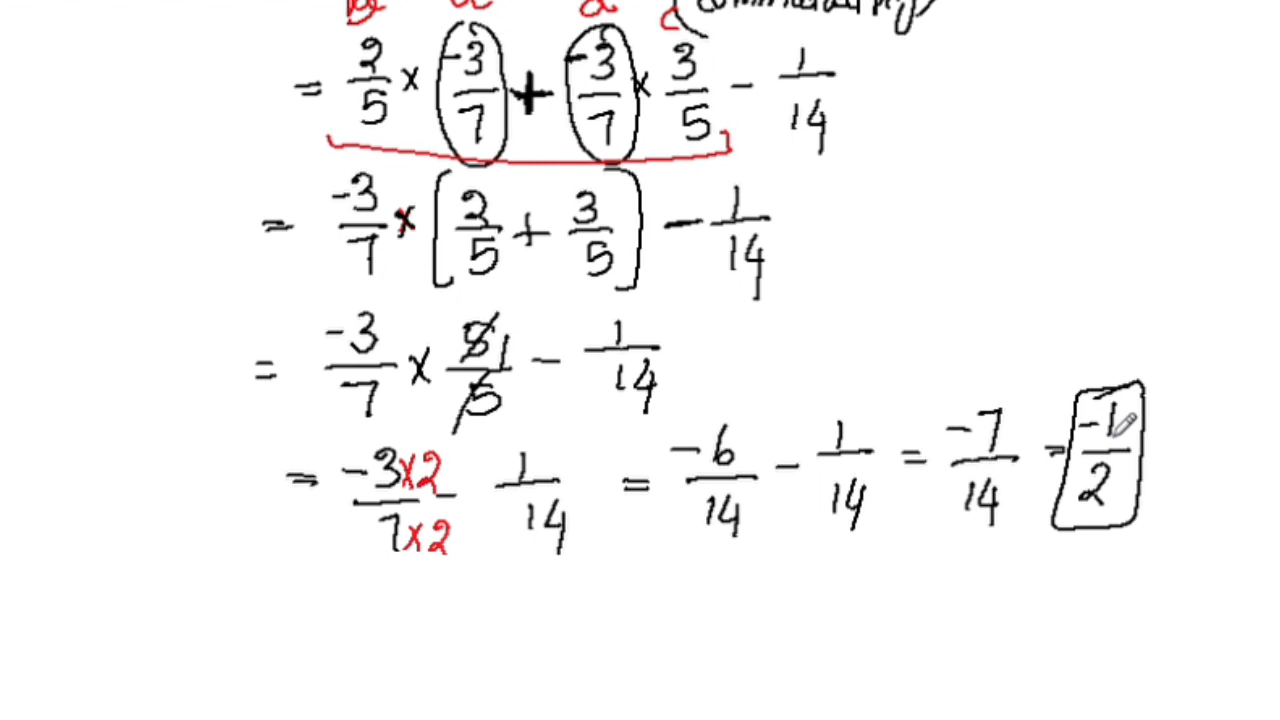 b a a c (commutativity)
= 2/5 × -3/7 + -3/7 × 3/5 - 1/14
= -3/7 × [2/5 + 3/5] - 1/14
= -3/7 × 5/5 1 - 1/14
= -3×2/7×2 - 1/14 = -6/14 - 1/14 = -7/14 = -1/2